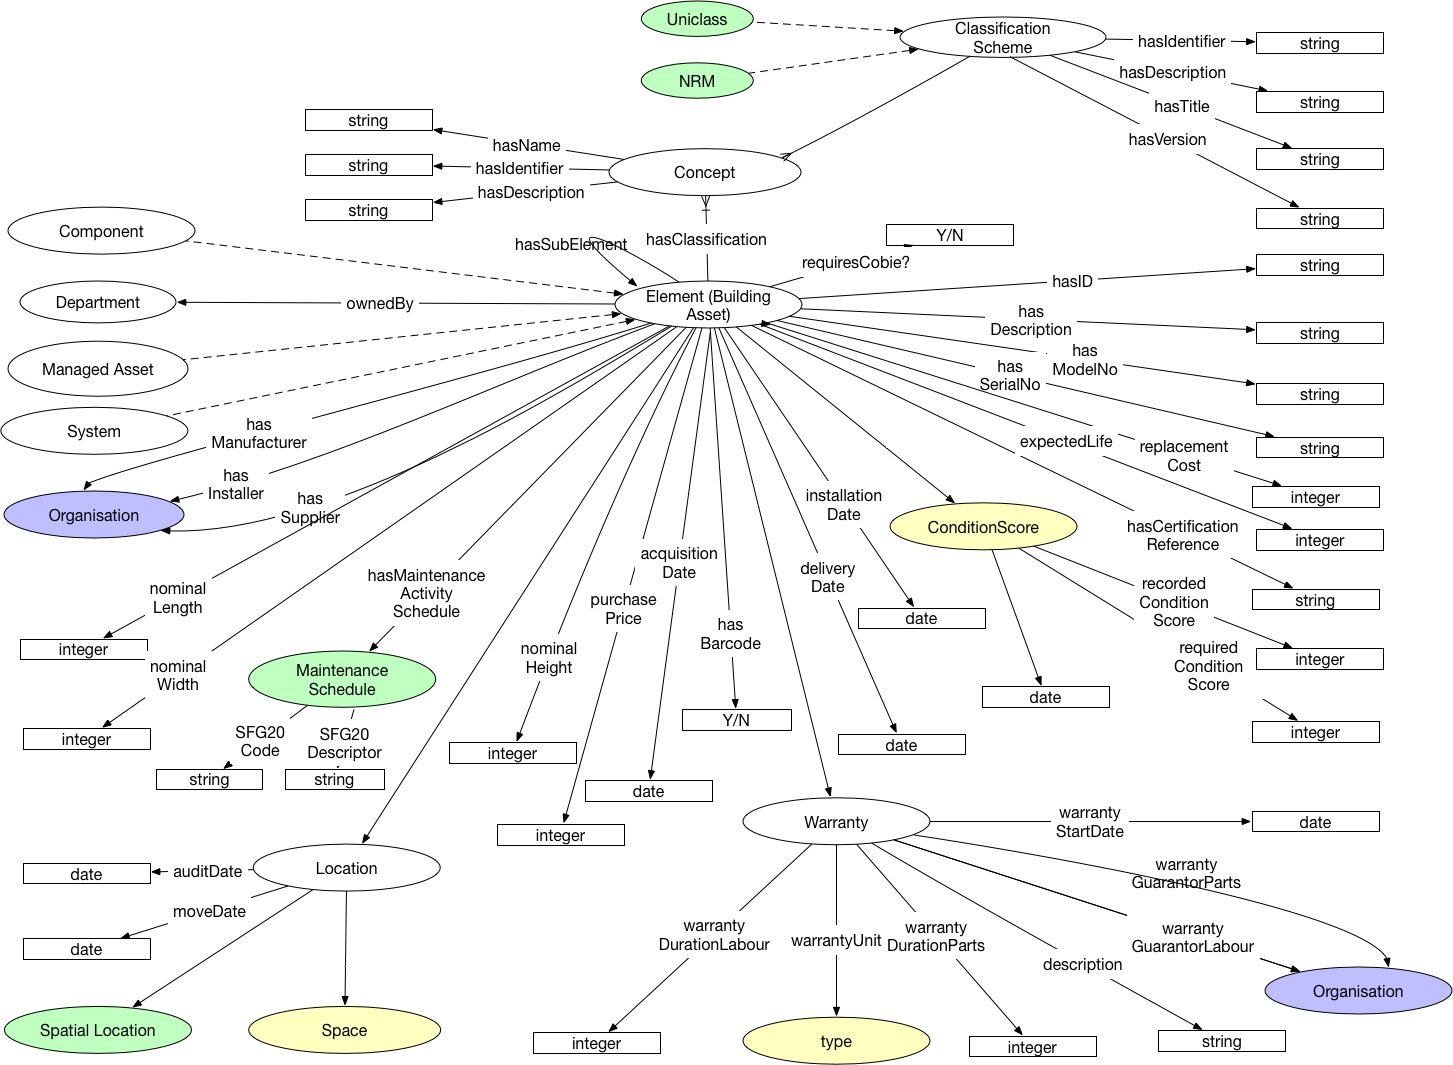 Uniclass
Classification
Scheme
hasIdentifier
string
NRM
hasDescription
string
hasTitle
string
hasName
hasVersion
string
hasIdentifier
string
Concept
string
hasDescription
string
string
Component
hasSubElement
hasClassification
Y/N
requiresCobie?
string
hasID
Department
ownedBy
Element (Building
Asset)
has
Description
string
Managed Asset
has
ModelNo
has
SerialNo
string
System
has
Manufacturer
expectedLife
replacement
Cost
string
has
Installer
installation
Date
integer
Organisation
has
Supplier
ConditionScore
hasCertification
Reference
integer
acquisition
Date
delivery
Date
hasMaintenance
Activity
Schedule
nominal
Length
purchase
Price
recorded
Condition
Score
string
date
has
Barcode
integer
nominal
Height
required
Condition
Score
integer
nominal
Width
Maintenance
Schedule
date
Y/N
integer
integer
SFG20
Code
SFG20
Descriptor
integer
date
string
string
date
integer
Warranty
warranty
StartDate
date
date
auditDate
Location
warranty
GuarantorParts
moveDate
date
warranty
DurationLabour
warrantyUnit
warranty
DurationParts
warranty
GuarantorLabour
description
Organisation
Spatial Location
Space
integer
type
integer
string